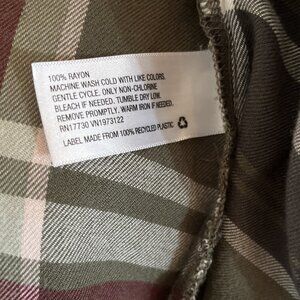 100% RAYON
MACHINE WASH COLD WITH LIKE COLORS,
GENTLE CYCLE. ONLY NON-CHLORINE
BLEACH IF NEEDED. TUMBLE DRY LOW.
REMOVE PROMPTLY. WARM IRON IF NEEDED.
RN17730 VN1973122
LABEL MADE FROM 100% RECYCLED PLASTIC